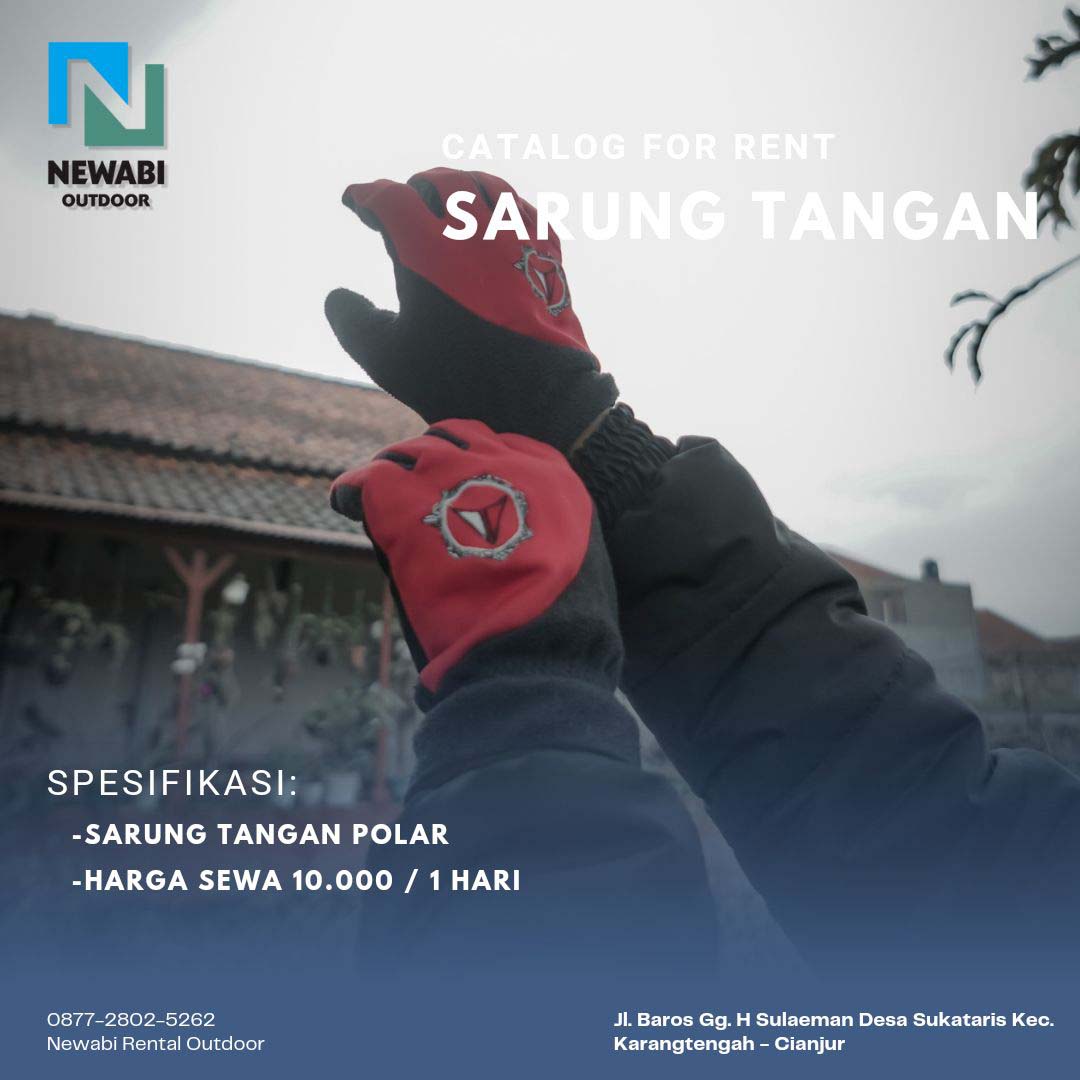 NEWABI
OUTDOOR
CATALOG FOR RENT
SARUNG TANGAN
SPESIFIKASI:
-SARUNG TANGAN POLAR
-HARGA SEWA 10.000 / 1 HARI
0877-2802-5262
Newabi Rental Outdoor
Jl. Baros Gg. H Sulaeman Desa Sukataris Kec.
Karangtengah - Cianjur